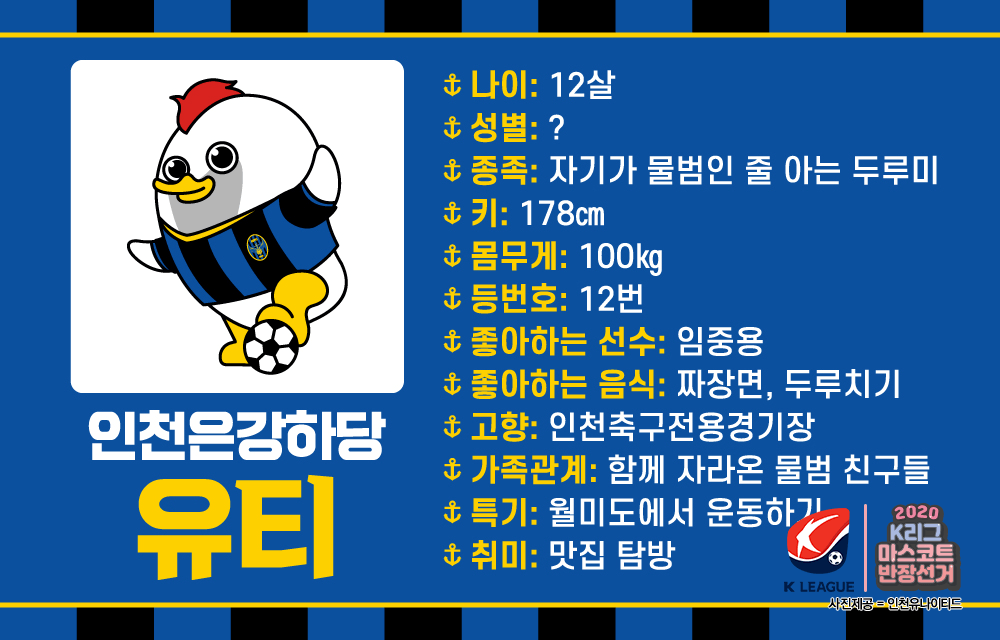 나이: 12살
성별: ?
종족: 자기가 물범인 줄 아는 두루미
키: 178㎝
몸무게: 100㎏
등번호: 12번
좋아하는 선수: 임중용
좋아하는 음식: 짜장면, 두루치기
고향: 인천축구전용경기장
가족관계: 함께 자라온 물범 친구들
특기: 월미도에서 운동하기
취미: 맛집 탐방
인천은강하당
유티
K LEAGUE
2020
K리그
마스코트
반장선거
사진제공 = 인천유나이티드